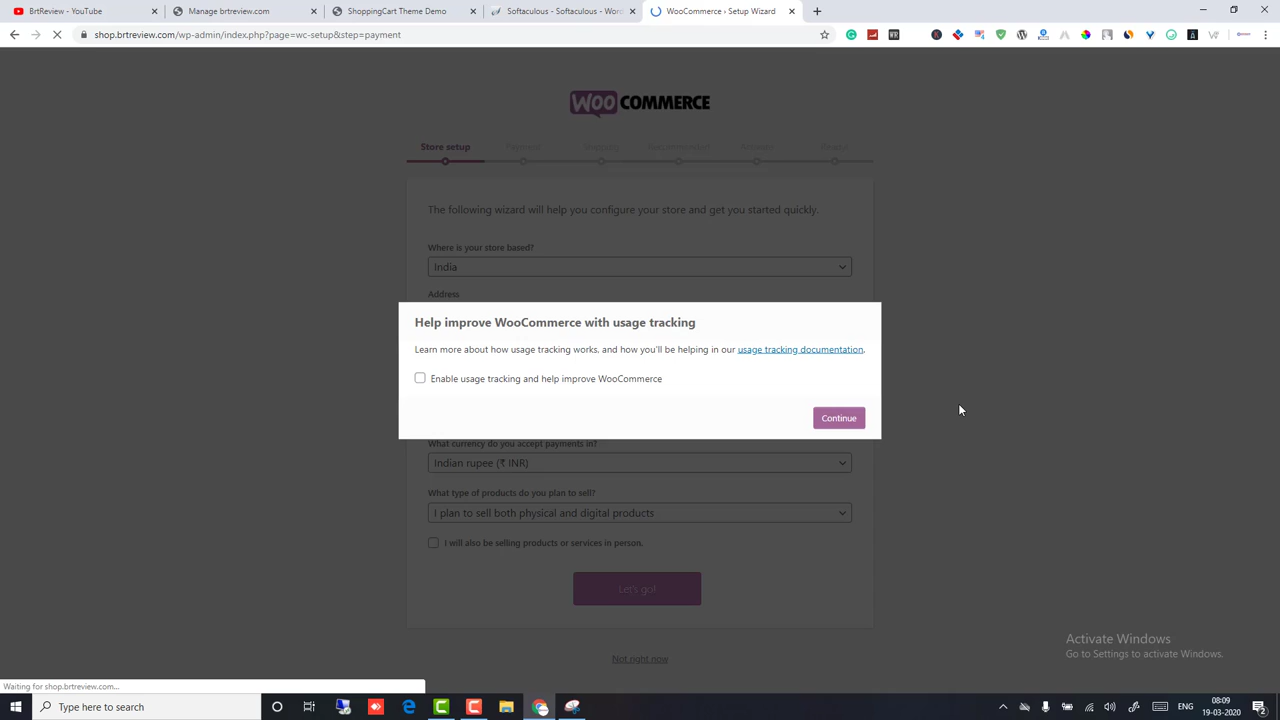 BrtReview - YouTube
Manage brtreview.com
ShoppingCart Theme Demo
Softaculous - Softaculous - Wor
WooCommerce › Setup Wizard
shop.brtreview.com/wp-admin/index.php?page=wc-setup&step=payment
WOOCOMMERCE
Store setup
Payment
Shipping
Recommended
Activate
Ready!
The following wizard will help you configure your store and get you started quickly.
Where is your store based?
India
Address
Help improve WooCommerce with usage tracking
Learn more about how usage tracking works, and how you'll be helping in our usage tracking documentation.
Enable usage tracking and help improve WooCommerce
Continue
What currency do you accept payments in?
Indian rupee (₹ INR)
What type of products do you plan to sell?
I plan to sell both physical and digital products
I will also be selling products or services in person.
Let's go!
Not right now
Activate Windows
Go to Settings to activate Windows.
Waiting for shop.brtreview.com...
Type here to search
ENG
08:09
19-03-2020